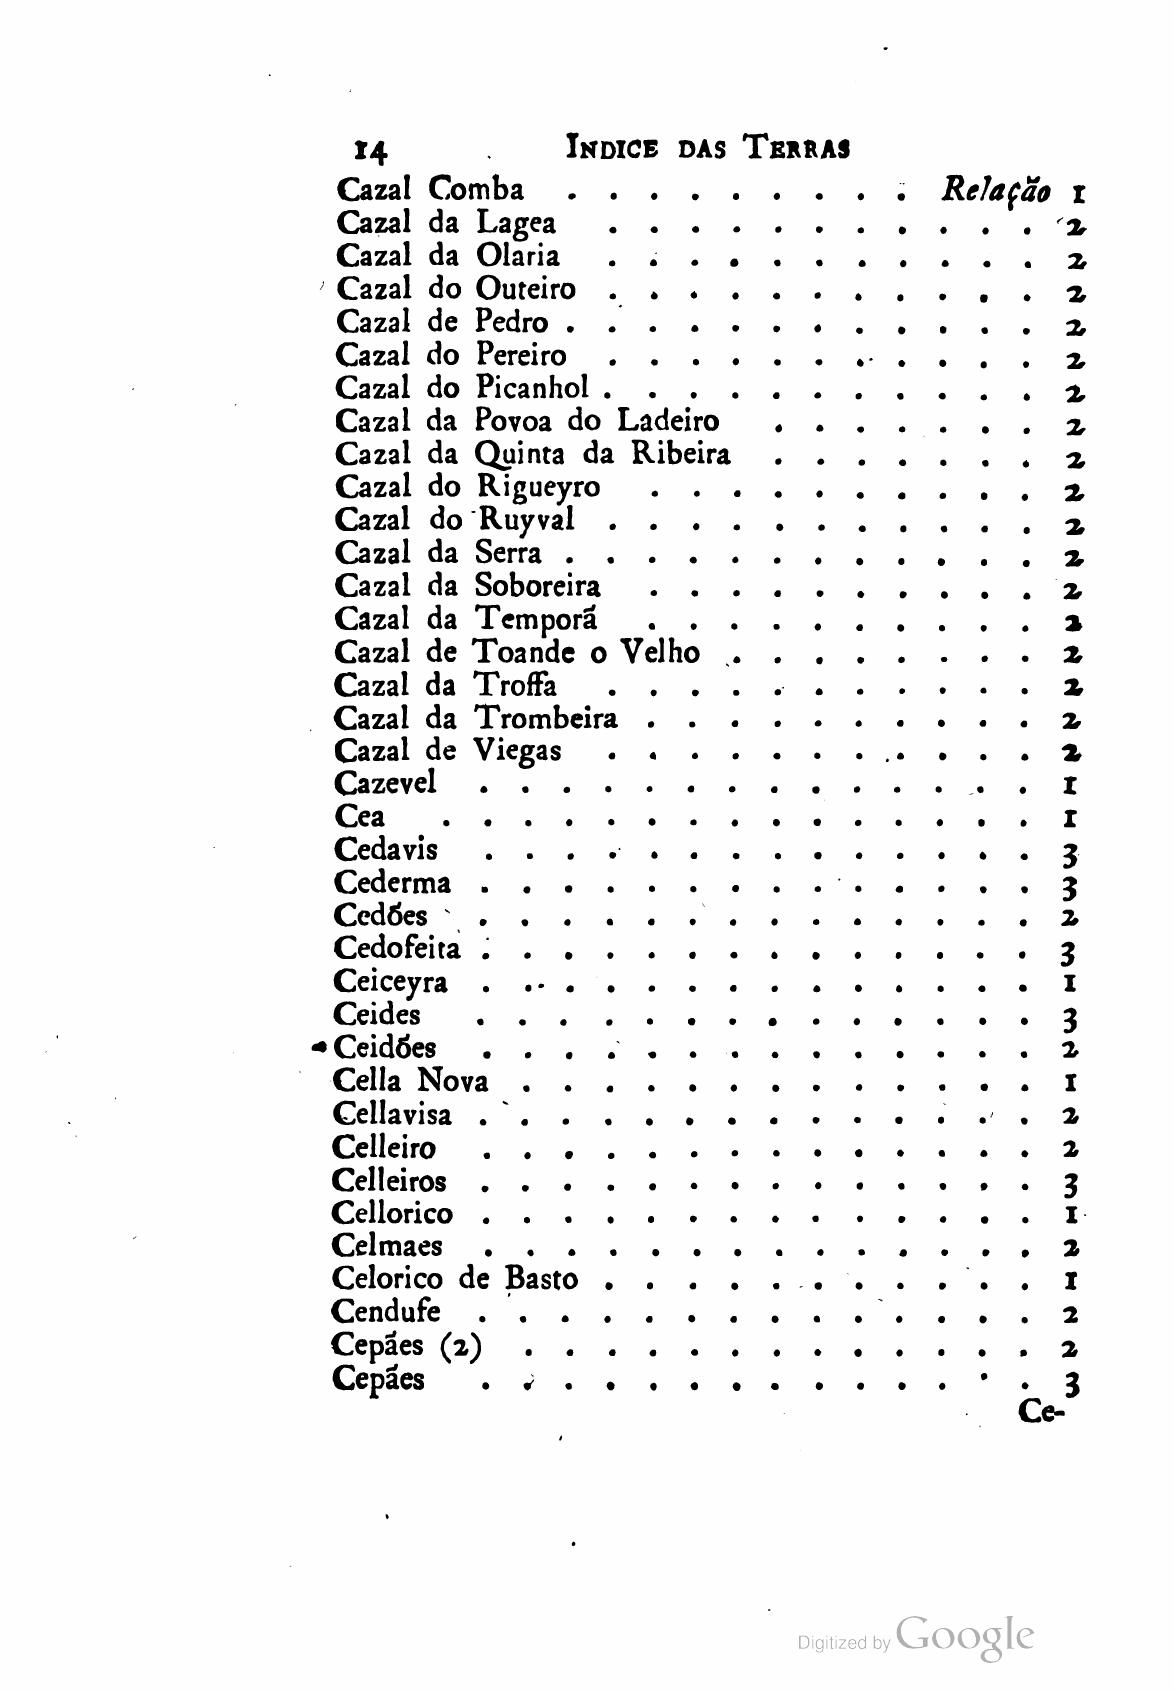 14 INDICE DAS TERRAS
Cazal Comba . . . . . . . . . Relação 1
Cazal da Lagea . . . . . . . . . . . 2
Cazal da Olaria . . . . . . . . . . . 2
Cazal do Outeiro . . . . . . . . . . . 2
Cazal de Pedro . . . . . . . . . . . . 2
Cazal do Pereiro . . . . . . . . . . . 2
Cazal do Picanhol . . . . . . . . . . . 2
Cazal da Povoa do Ladeiro . . . . . . . 2
Cazal da Quinta da Ribeira . . . . . . . 2
Cazal do Rigueyro . . . . . . . . . . 2
Cazal do Ruyval . . . . . . . . . . . 2
Cazal da Serra . . . . . . . . . . . . 2
Cazal da Soboreira . . . . . . . . . . 2
Cazal da Temporã . . . . . . . . . . 2
Cazal de Toande o Velho . . . . . . . . 2
Cazal da Troffa . . . . . . . . . . . 2
Cazal da Trombeira . . . . . . . . . . 2
Cazal de Viegas . . . . . . . . . . . 2
Cazevel . . . . . . . . . . . . . . 1
Cea . . . . . . . . . . . . . . . 1
Cedavis . . . . . . . . . . . . . . 3
Cederma . . . . . . . . . . . . . . 3
Cedões . . . . . . . . . . . . . . 2
Cedofeita . . . . . . . . . . . . . . 3
Ceiceyra . . . . . . . . . . . . . . 1
Ceides . . . . . . . . . . . . . . 3
Ceidões . . . . . . . . . . . . . . 2
Cella Nova . . . . . . . . . . . . . 1
Cellavisa . . . . . . . . . . . . . . 2
Celleiro . . . . . . . . . . . . . . 2
Celleiros . . . . . . . . . . . . . . 3
Cellorico . . . . . . . . . . . . . . 1
Celmaes . . . . . . . . . . . . . . 2
Celorico de Basto . . . . . . . . . . . 1
Cendufe . . . . . . . . . . . . . . 2
Cepães (2) . . . . . . . . . . . . . 2
Cepães . . . . . . . . . . . . . . 3
Ce-
Digitized by Google